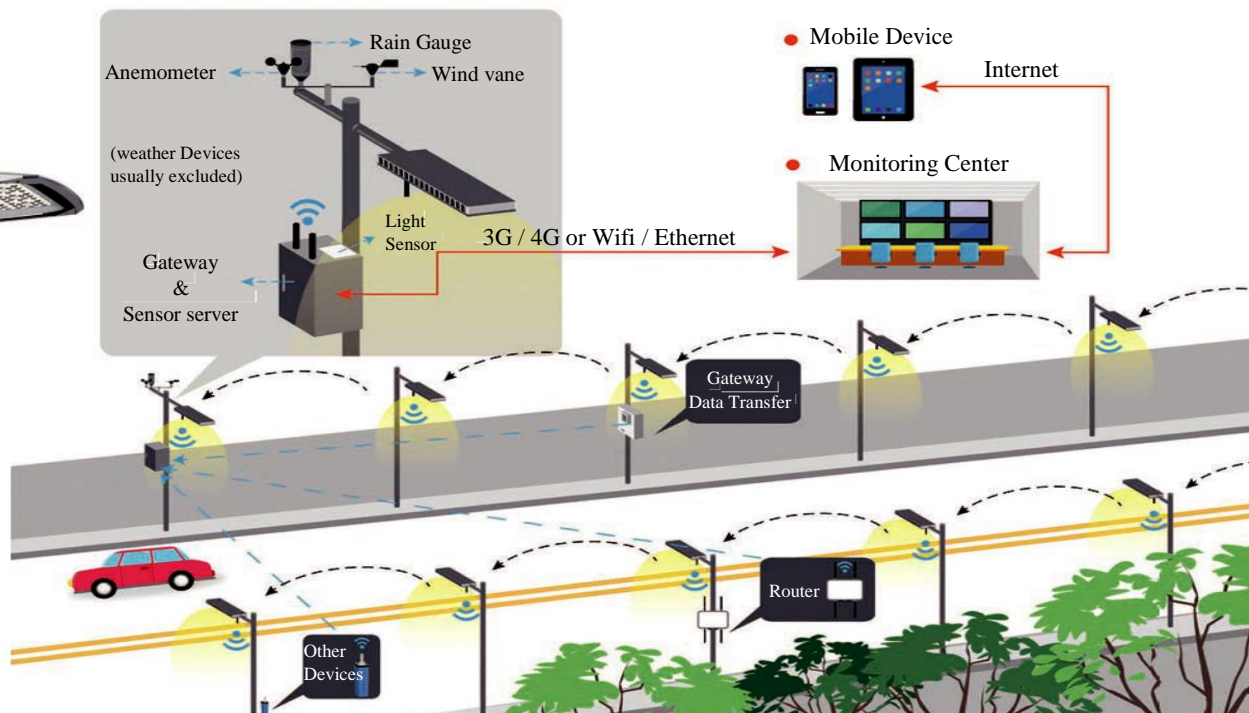 Rain Gauge
Anemometer
Wind vane
(weather Devices
usually excluded)
Light
Sensor
Gateway
&
Sensor server
3G / 4G or Wifi / Ethernet
Mobile Device
Internet
Monitoring Center
Gateway
Data Transfer
Router
Other
Devices